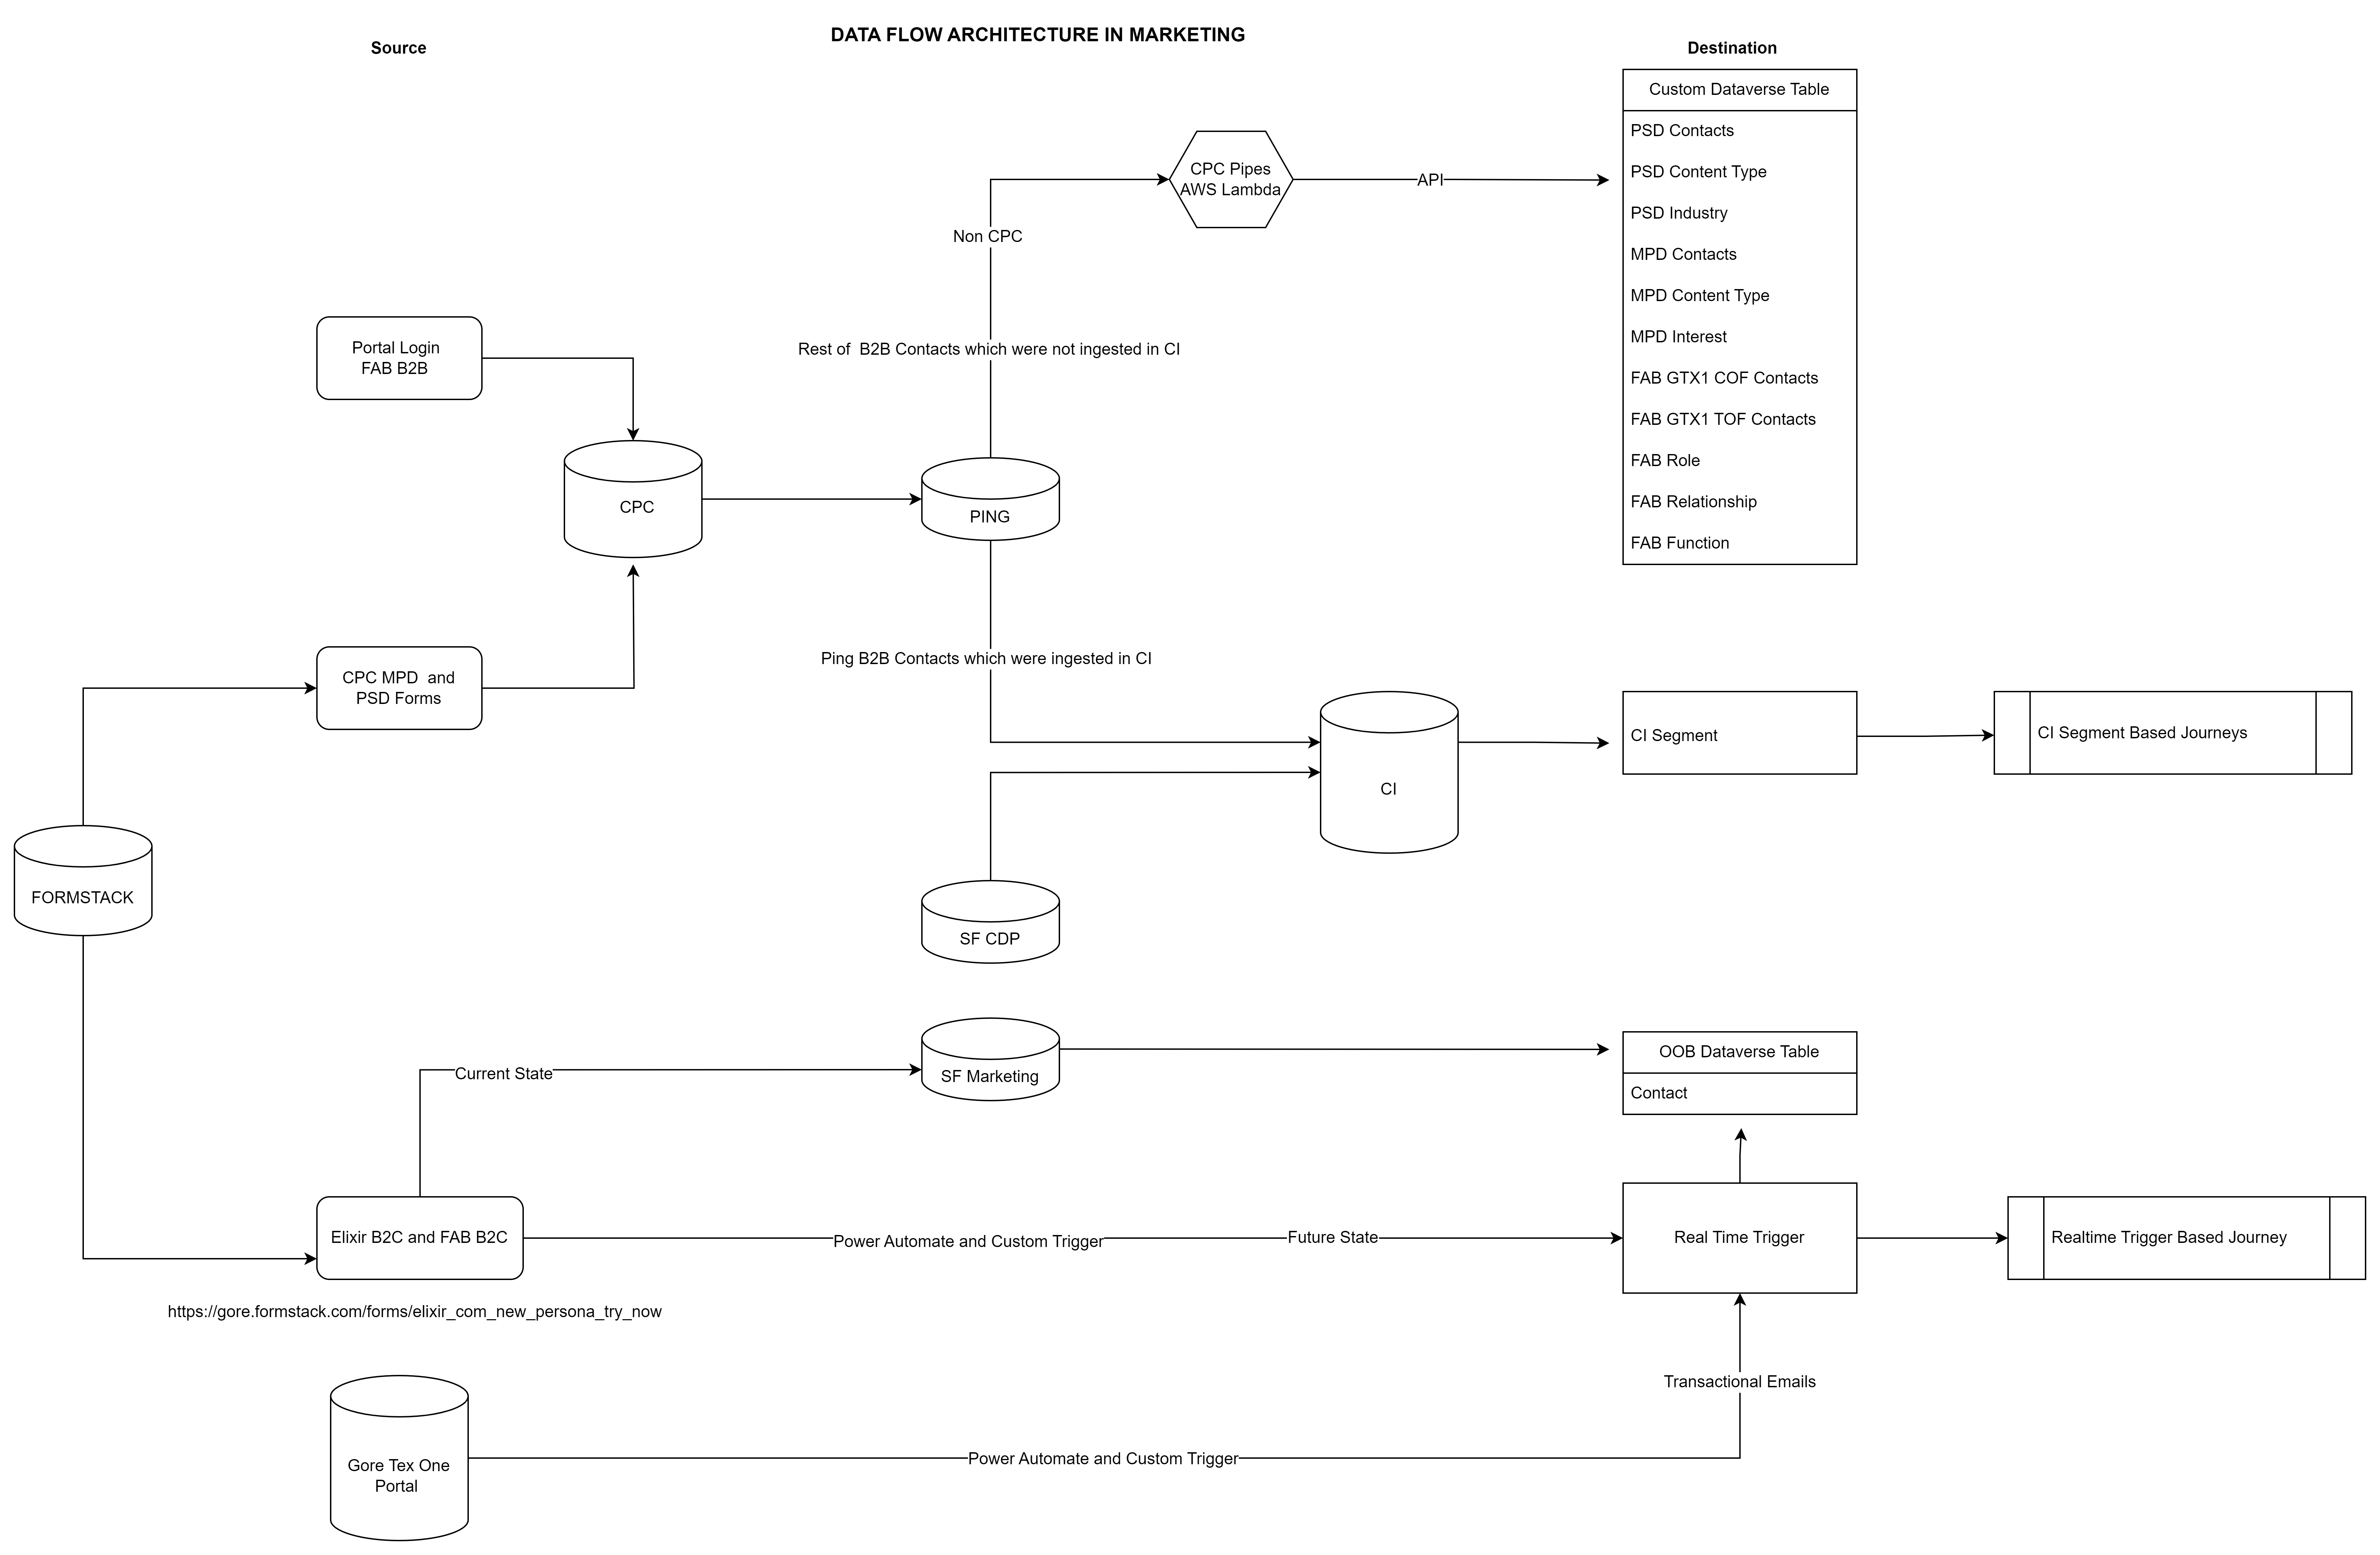 DATA FLOW ARCHITECTURE IN MARKETING
Source
Destination
Custom Dataverse Table
PSD Contacts
PSD Content Type
PSD Industry
MPD Contacts
MPD Content Type
MPD Interest
FAB GTX1 COF Contacts
FAB GTX1 TOF Contacts
FAB Role
FAB Relationship
FAB Function
CPC Pipes
AWS Lambda
API
Non CPC
Rest of  B2B Contacts which were not ingested in CI
Portal Login
FAB B2B
CPC
PING
Ping B2B Contacts which were ingested in CI
CPC MPD  and
PSD Forms
CI
CI Segment
CI Segment Based Journeys
FORMSTACK
SF CDP
SF Marketing
Current State
OOB Dataverse Table
Contact
Elixir B2C and FAB B2C
Power Automate and Custom Trigger
Future State
Real Time Trigger
Realtime Trigger Based Journey
https://gore.formstack.com/forms/elixir_com_new_persona_try_now
Transactional Emails
Gore Tex One
Portal
Power Automate and Custom Trigger